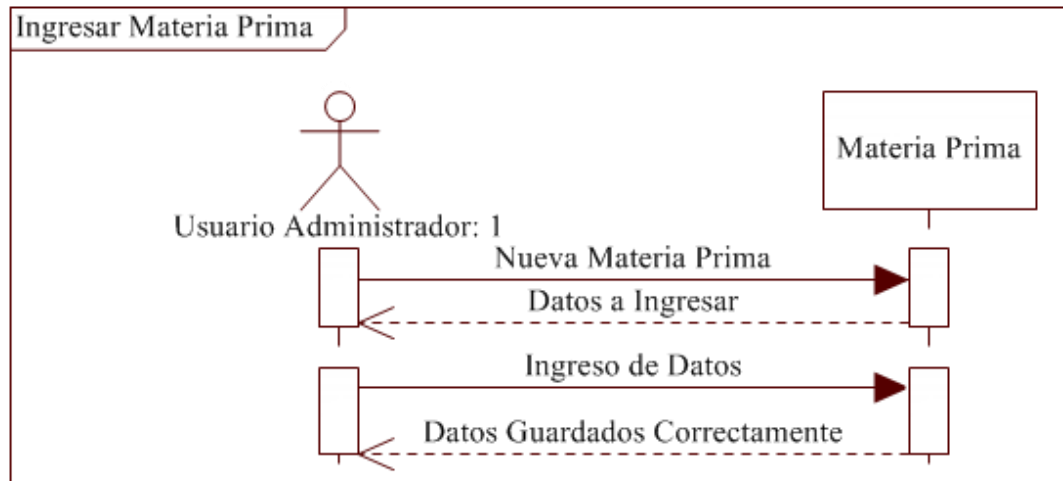 Ingresar Materia Prima
Materia Prima
Usuario Administrador: 1
Nueva Materia Prima
Datos a Ingresar
Ingreso de Datos
Datos Guardados Correctamente